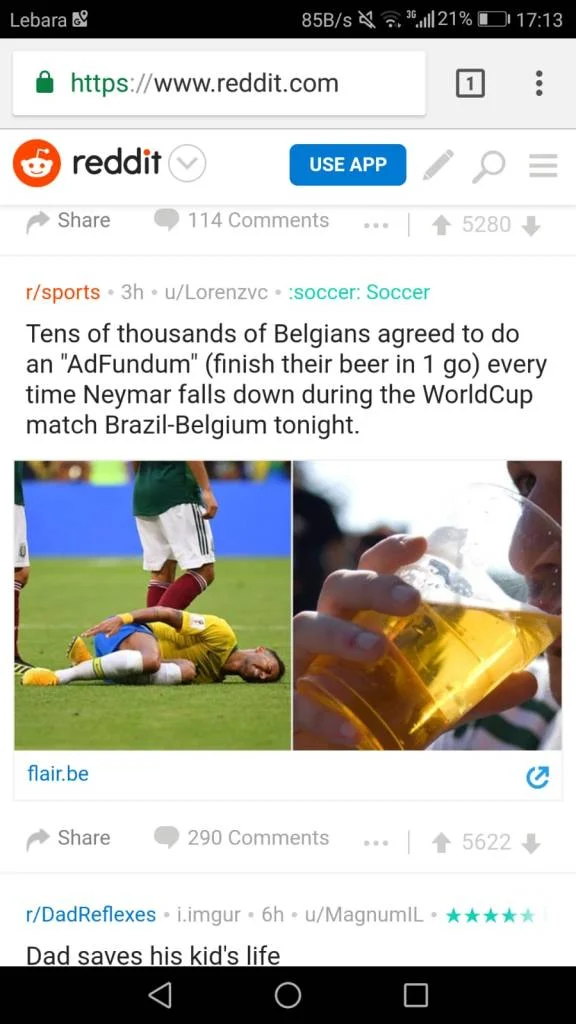 Lebara 85B/s 3G 21% 17:13
https://www.reddit.com 1
reddit USE APP
Share 114 Comments ... 5280
r/sports • 3h • u/Lorenzvc • :soccer: Soccer
Tens of thousands of Belgians agreed to do
an "AdFundum" (finish their beer in 1 go) every
time Neymar falls down during the WorldCup
match Brazil-Belgium tonight.
flair.be
Share 290 Comments ... 5622
r/DadReflexes • i.imgur • 6h • u/MagnumIL • ★★★★★
Dad saves his kid's life